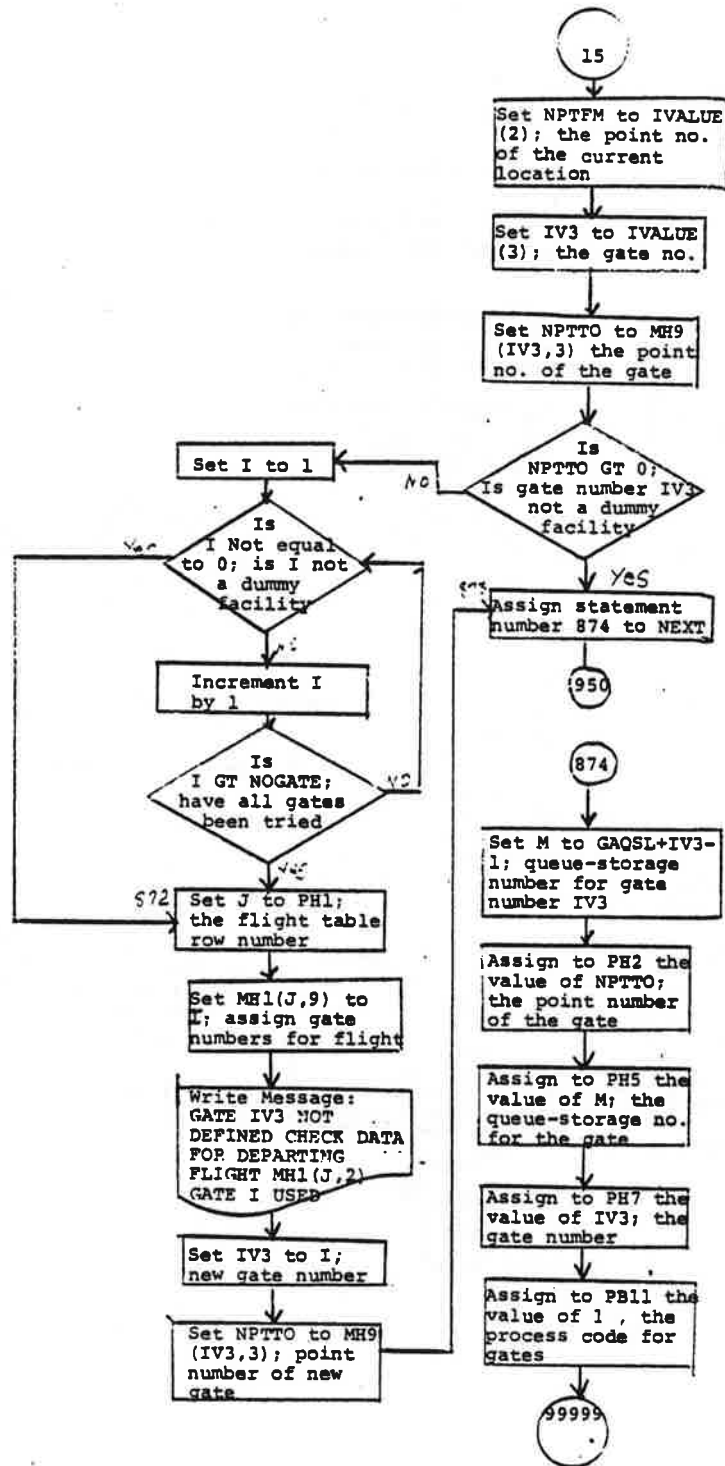 15
Set NPTFM to IVALUE
(2); the point no.
of the current
location
Set IV3 to IVALUE
(3); the gate no.
Set NPTTO to MH9
(IV3,3) the point
no. of the gate
Is
NPTTO GT 0;
Is gate number IV3
not a dummy
facility
NO
YES
Set I to 1
Is
I Not equal
to 0; is I not
a dummy
facility
Yes
NO
Increment I
by 1
Is
I GT NOGATE;
have all gates
been tried
NO
Yes
872
Set J to PH1;
the flight table
row number
Set MH1(J,9) to
I; assign gate
numbers for flight
Write Message:
GATE IV3 NOT
DEFINED CHECK DATA
FOR DEPARTING
FLIGHT MH1(J,2)
GATE I USED
Set IV3 to I;
new gate number
Set NPTTO to MH9
(IV3,3); point
number of new
gate
Assign statement
number 874 to NEXT
950
874
Set M to GAQSL+IV3-
1; queue-storage
number for gate
number IV3
Assign to PH2 the
value of NPTTO;
the point number
of the gate
Assign to PH5 the
value of M; the
queue-storage no.
for the gate
Assign to PH7 the
value of IV3; the
gate number
Assign to PB11 the
value of 1 , the
process code for
gates
99999